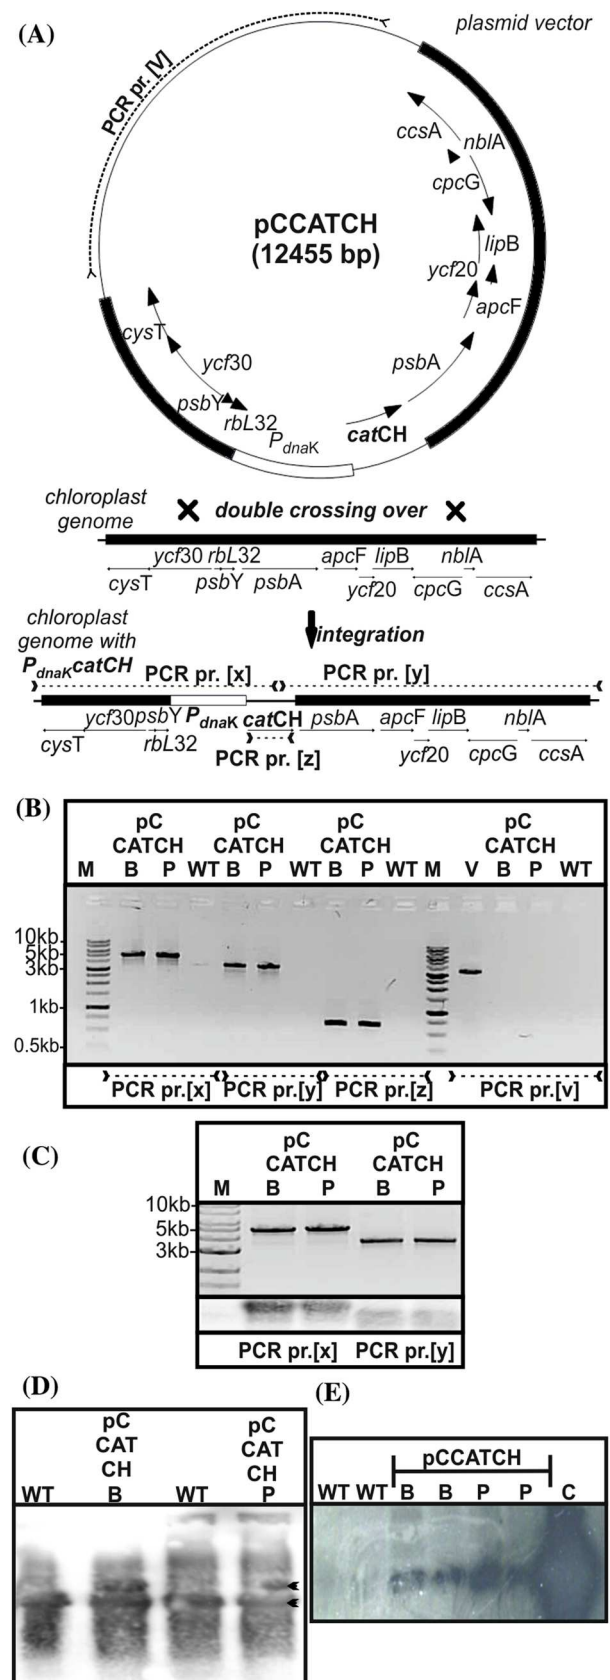 (A)
plasmid vector
PCR pr. [V]
ccsA
nblA
cpcG
pCCATCH
(12455 bp)
lipB
ycf20
apcF
cysT
ycf30
psbA
psbY
rbL32
PdnaK
catCH
chloroplast
genome
double crossing over
ycf30 rbL32 apcF lipB nblA
cysT psbY psbA ycf20 cpcG ccsA
chloroplast
genome with
PdnaKcatCH
integration
PCR pr. [x] PCR pr. [y]
ycf30 psbY PdnaK catCH psbA apcF lipB nblA
cysT rbL32 ycf20 cpcG ccsA
PCR pr. [z]
(B)
pC pC pC pC
CATCH CATCH CATCH CATCH
M B P WT B P WT B P WT M V B P WT
10kb
5kb
3kb
1kb
0.5kb
PCR pr.[x] PCR pr.[y] PCR pr.[z] PCR pr.[v]
(C)
pC pC
CATCH CATCH
M B P B P
10kb
5kb
3kb
PCR pr.[x] PCR pr.[y]
(D)
pC pC
CAT CAT
CH CH
WT B WT P
(E)
pCCATCH
WT WT B B P P C